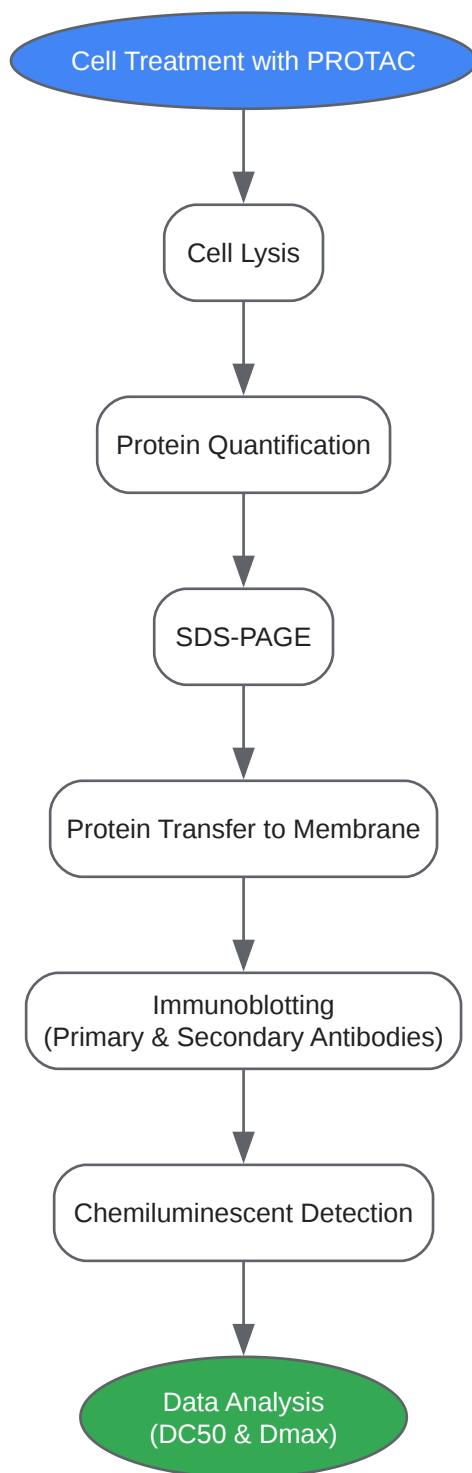 Cell Treatment with PROTAC
Cell Lysis
Protein Quantification
SDS-PAGE
Protein Transfer to Membrane
Immunoblotting
(Primary & Secondary Antibodies)
Chemiluminescent Detection
Data Analysis
(DC50 & Dmax)